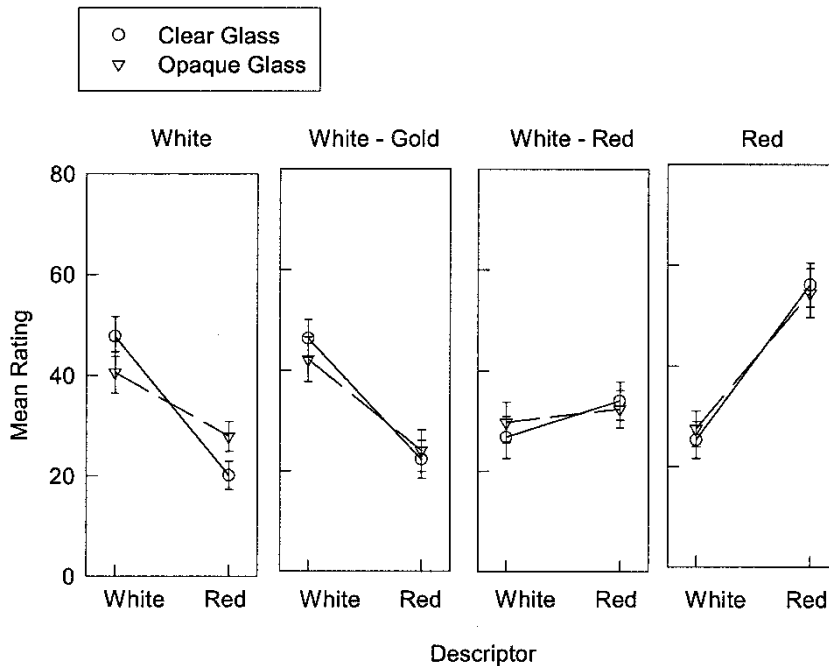 Clear Glass
Opaque Glass
White
White - Gold
White - Red
Red
80
60
40
20
0
Mean Rating
White Red
White Red
White Red
White Red
Descriptor